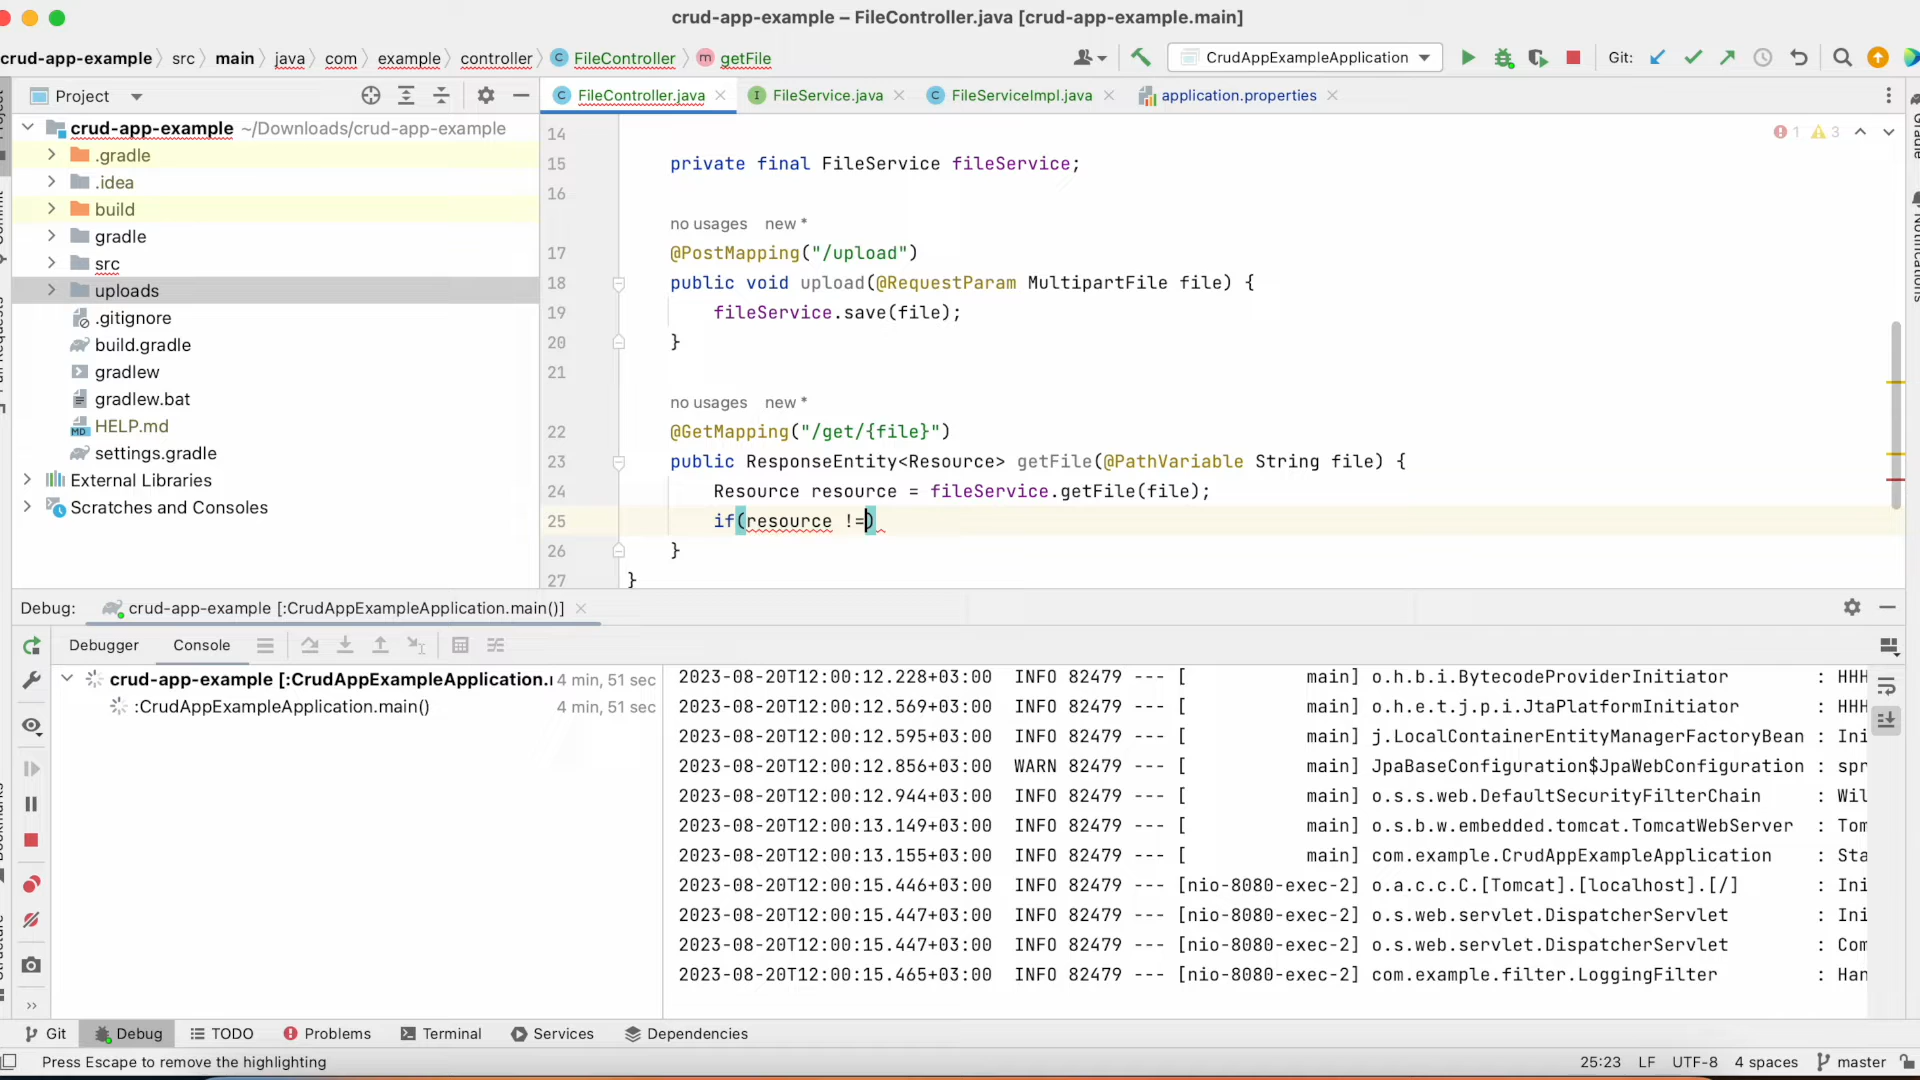 crud-app-example – FileController.java [crud-app-example.main]
crud-app-example
src
main
java
com
example
controller
C FileController
m getFile
CrudAppExampleApplication
Git:
Project
C FileController.java
I FileService.java
C FileServiceImpl.java
application.properties
crud-app-example ~/Downloads/crud-app-example
.gradle
.idea
build
gradle
src
uploads
.gitignore
build.gradle
gradlew
gradlew.bat
MD HELP.md
settings.gradle
External Libraries
Scratches and Consoles
1 3
14
15 private final FileService fileService;
16
no usages new *
17 @PostMapping("/upload")
18 public void upload(@RequestParam MultipartFile file) {
19 fileService.save(file);
20 }
21
no usages new *
22 @GetMapping("/get/{file}")
23 public ResponseEntity<Resource> getFile(@PathVariable String file) {
24 Resource resource = fileService.getFile(file);
25 if(resource !=)
26 }
27 }
Gradle
Notifications
Debug: crud-app-example [:CrudAppExampleApplication.main()]
Debugger Console
crud-app-example [:CrudAppExampleApplication. 4 min, 51 sec
:CrudAppExampleApplication.main() 4 min, 51 sec
2023-08-20T12:00:12.228+03:00 INFO 82479 --- [ main] o.h.b.i.BytecodeProviderInitiator : HHH
2023-08-20T12:00:12.569+03:00 INFO 82479 --- [ main] o.h.e.t.j.p.i.JtaPlatformInitiator : HHH
2023-08-20T12:00:12.595+03:00 INFO 82479 --- [ main] j.LocalContainerEntityManagerFactoryBean : Ini
2023-08-20T12:00:12.856+03:00 WARN 82479 --- [ main] JpaBaseConfiguration$JpaWebConfiguration : spr
2023-08-20T12:00:12.944+03:00 INFO 82479 --- [ main] o.s.s.web.DefaultSecurityFilterChain : Wil
2023-08-20T12:00:13.149+03:00 INFO 82479 --- [ main] o.s.b.w.embedded.tomcat.TomcatWebServer : Tom
2023-08-20T12:00:13.155+03:00 INFO 82479 --- [ main] com.example.CrudAppExampleApplication : Sta
2023-08-20T12:00:15.446+03:00 INFO 82479 --- [nio-8080-exec-2] o.a.c.c.C.[Tomcat].[localhost].[/] : Ini
2023-08-20T12:00:15.447+03:00 INFO 82479 --- [nio-8080-exec-2] o.s.web.servlet.DispatcherServlet : Ini
2023-08-20T12:00:15.447+03:00 INFO 82479 --- [nio-8080-exec-2] o.s.web.servlet.DispatcherServlet : Com
2023-08-20T12:00:15.465+03:00 INFO 82479 --- [nio-8080-exec-2] com.example.filter.LoggingFilter : Han
Git Debug TODO Problems Terminal Services Dependencies
Press Escape to remove the highlighting
25:23 LF UTF-8 4 spaces master